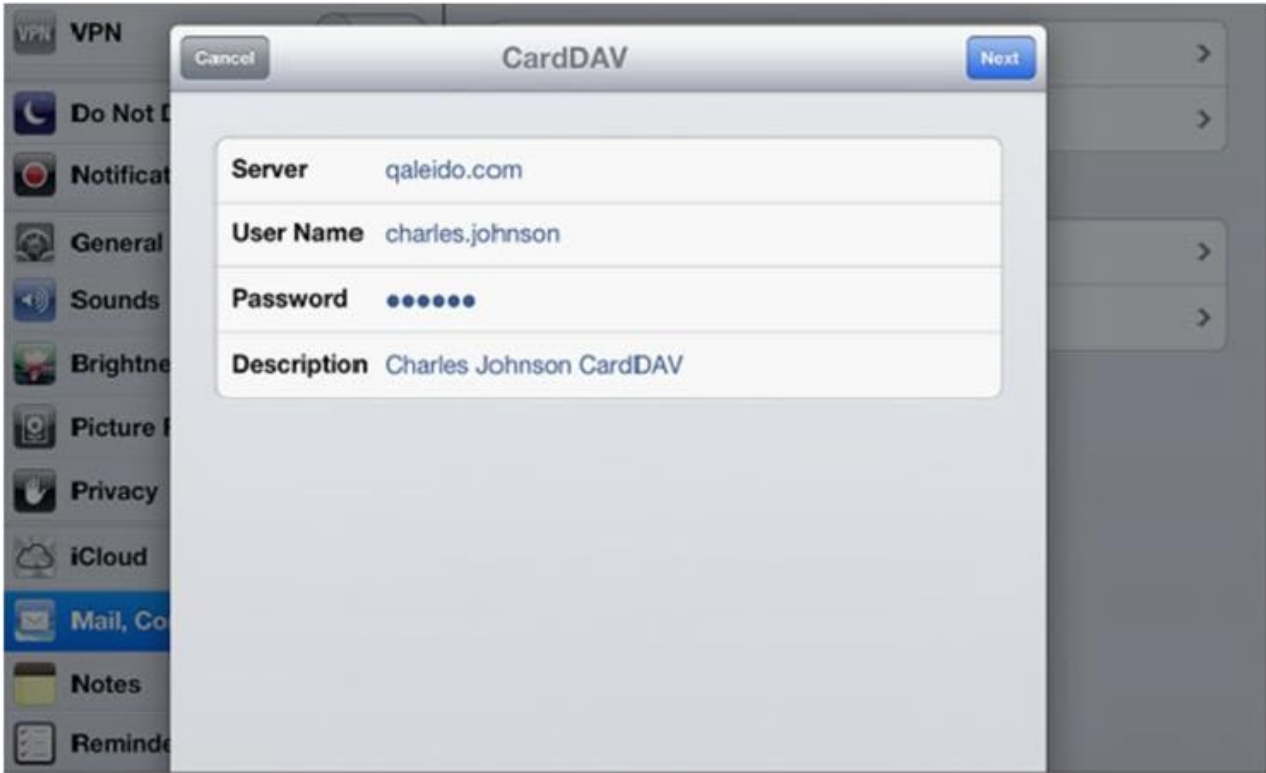 VPN VPN
Cancel CardDAV Next
Do Not D
Notificat
Server qaleido.com
General
User Name charles.johnson
Sounds
Password ●●●●●●
Brightne
Description Charles Johnson CardDAV
Picture F
Privacy
iCloud
Mail, Co
Notes
Reminde